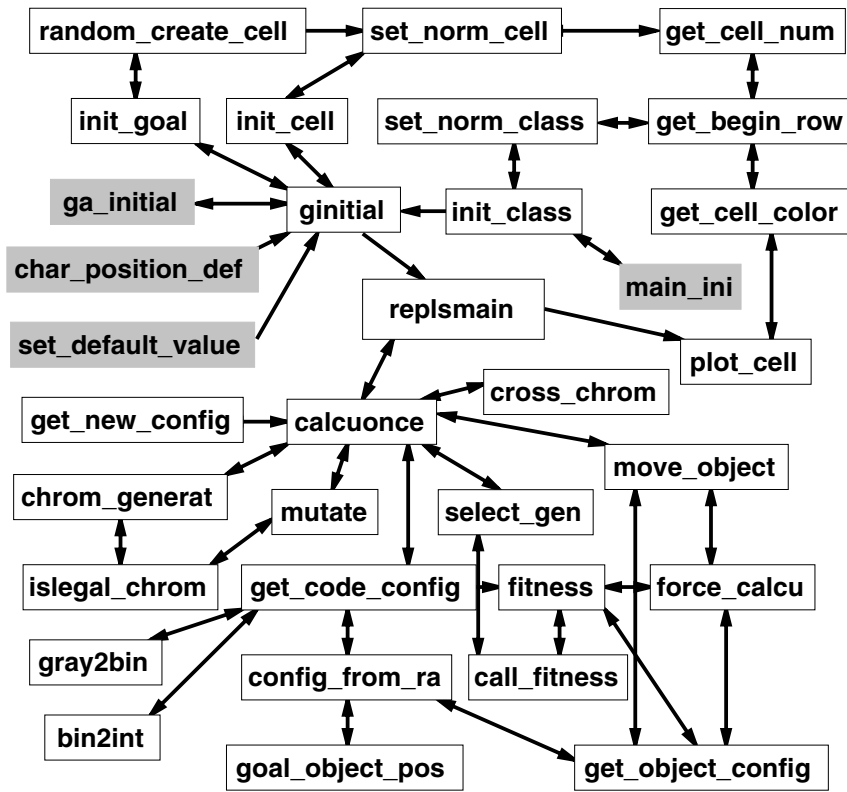 random_create_cell
set_norm_cell
get_cell_num
init_goal
init_cell
set_norm_class
get_begin_row
ga_initial
ginitial
init_class
get_cell_color
char_position_def
main_ini
replsmain
set_default_value
plot_cell
cross_chrom
get_new_config
calcuonce
move_object
chrom_generat
mutate
select_gen
islegal_chrom
get_code_config
fitness
force_calcu
gray2bin
config_from_ra
call_fitness
bin2int
goal_object_pos
get_object_config